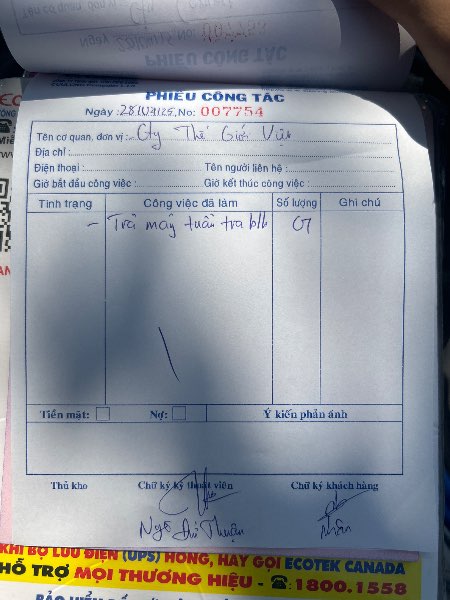 PHIẾU CÔNG TÁC
Ngày: 28/07/25, No: 007754
Tên cơ quan, đơn vị: Cty Thế Giới Việt
Địa chỉ:
Điện thoại: Tên người liên hệ:
Giờ bắt đầu công việc: Giờ kết thúc công việc:
Tình trạng Công việc đã làm Số lượng Ghi chú
- Trả máy tuần tra b/h 07
Tiền mặt: Nợ: Ý kiến phản ánh
Thủ kho Chữ ký kỹ thuật viên Chữ ký khách hàng
Ngô Thuân Nhân
KHI BỘ LƯU ĐIỆN (UPS) HỎNG, HÃY GỌI ECOTEK CANADA
HỖ TRỢ MỌI THƯƠNG HIỆU - ☎: 1800.1558